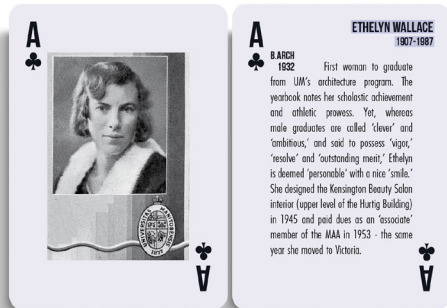 A
UNIVERSITAS MANITOBENSIS
A
A
ETHELYN WALLACE
1907-1987
B.ARCH
1932
First woman to graduate
from UM's architecture program. The
yearbook notes her scholastic achievement
and athletic prowess. Yet, whereas
male graduates are called 'clever' and
'ambitious,' and said to possess 'vigor,'
'resolve' and 'outstanding merit,' Ethelyn
is deemed 'personable' with a nice 'smile.'
She designed the Kensington Beauty Salon
interior (upper level of the Hurtig Building)
in 1945 and paid dues as an 'associate'
member of the MAA in 1953 - the same
year she moved to Victoria.
A